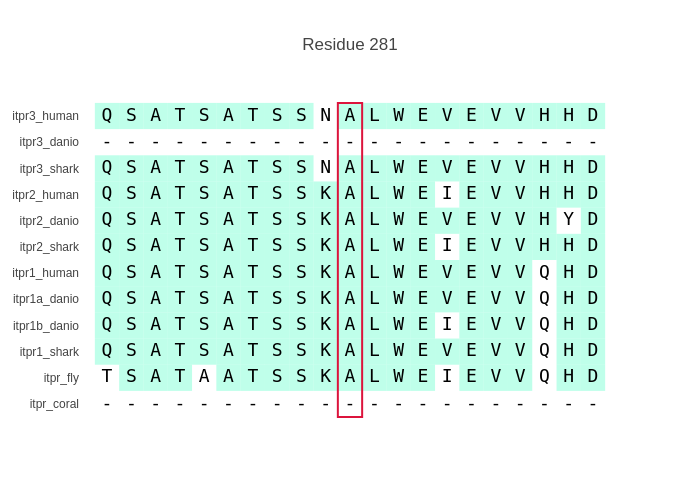 Residue 281
itpr3_human Q S A T S A T S S N A L W E V E V V H H D
itpr3_danio - - - - - - - - - - - - - - - - - - - - -
itpr3_shark Q S A T S A T S S N A L W E V E V V H H D
itpr2_human Q S A T S A T S S K A L W E I E V V H H D
itpr2_danio Q S A T S A T S S K A L W E V E V V H Y D
itpr2_shark Q S A T S A T S S K A L W E I E V V H H D
itpr1_human Q S A T S A T S S K A L W E V E V V Q H D
itpr1a_danio Q S A T S A T S S K A L W E V E V V Q H D
itpr1b_danio Q S A T S A T S S K A L W E I E V V Q H D
itpr1_shark Q S A T S A T S S K A L W E V E V V Q H D
itpr_fly T S A T A A T S S K A L W E I E V V Q H D
itpr_coral - - - - - - - - - - - - - - - - - - - - -